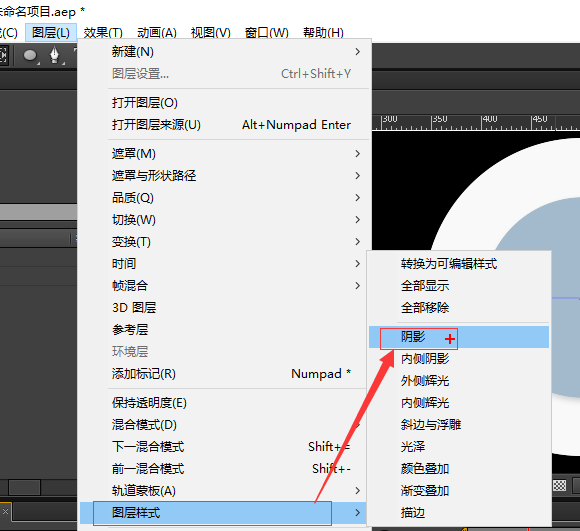 未命名项目.aep *
(C) 图层(L) 效果(T) 动画(A) 视图(V) 窗口(W) 帮助(H)
新建(N)
图层设置... Ctrl+Shift+Y
打开图层(O)
打开图层来源(U) Alt+Numpad Enter
遮罩(M)
遮罩与形状路径
品质(Q)
切换(W)
变换(T)
时间
帧混合
3D 图层
参考层
环境层
添加标记(R) Numpad *
保持透明度(E)
混合模式(D)
下一混合模式 Shift+=
前一混合模式 Shift+-
轨道蒙板(A)
图层样式
300 350 400 450
转换为可编辑样式
全部显示
全部移除
阴影
内侧阴影
外侧辉光
内侧辉光
斜边与浮雕
光泽
颜色叠加
渐变叠加
描边